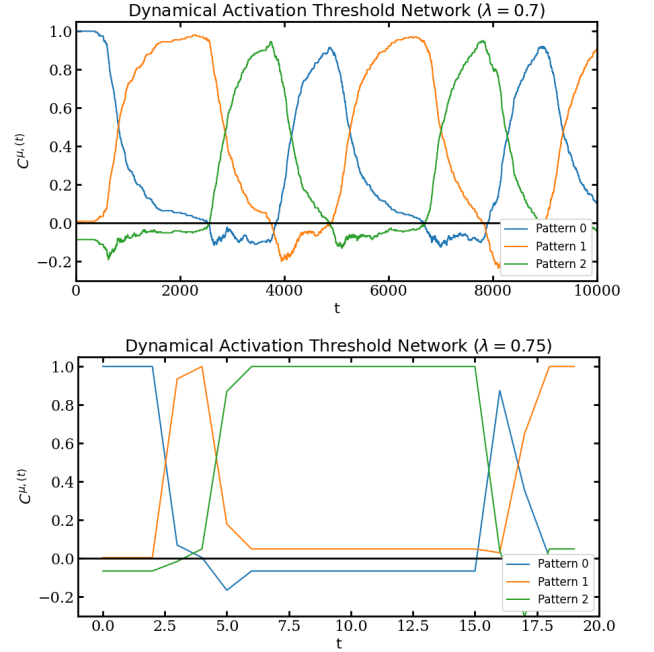 Dynamical Activation Threshold Network (λ = 0.7)
1.0
0.8
0.6
0.4
0.2
0.0
−0.2
C^{μ,(t)}
Pattern 0
Pattern 1
Pattern 2
0 2000 4000 6000 8000 10000
t
Dynamical Activation Threshold Network (λ = 0.75)
1.0
0.8
0.6
0.4
0.2
0.0
−0.2
C^{μ,(t)}
Pattern 0
Pattern 1
Pattern 2
0.0 2.5 5.0 7.5 10.0 12.5 15.0 17.5 20.0
t